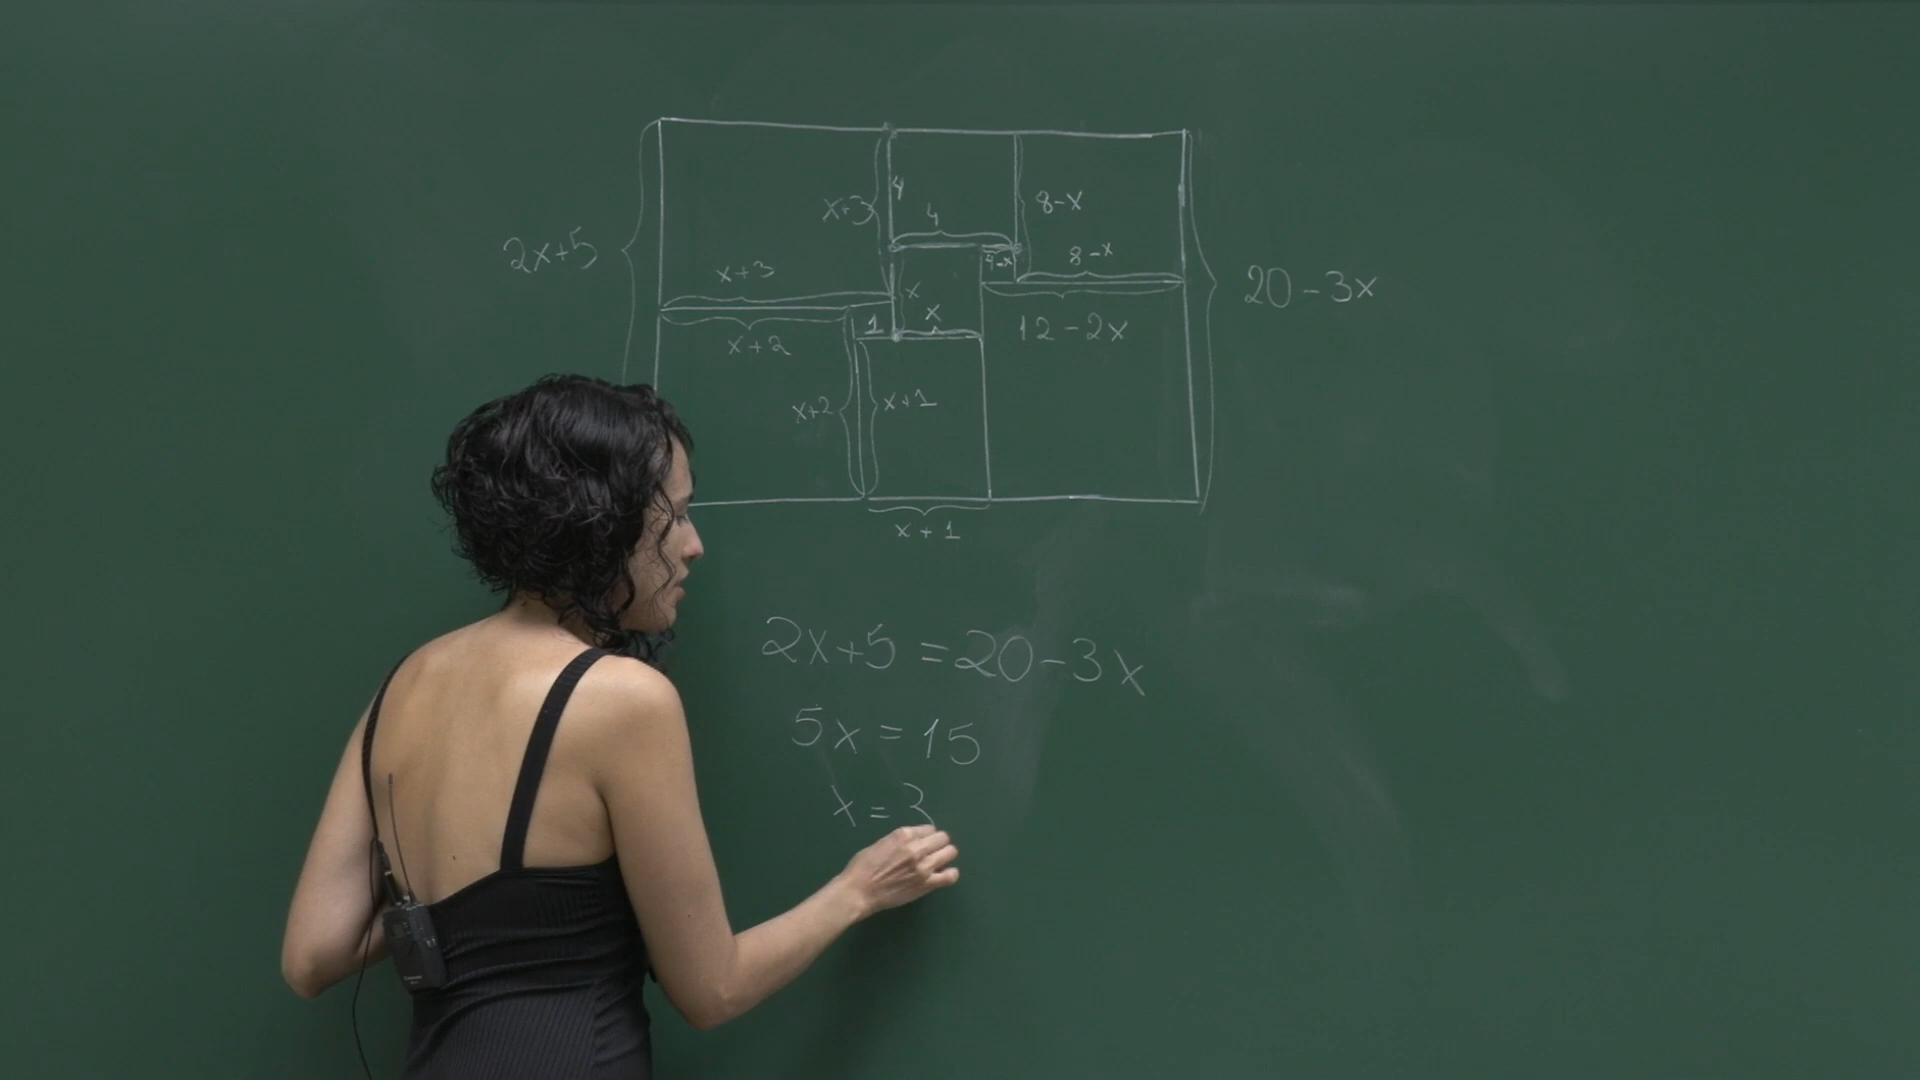 4
x+3
8-x
4
2x+5
4-x
8-x
x+3
20-3x
x
x
1
12-2x
x+2
x+2
x+1
x+1
2x+5=20-3x
5x=15
x=3